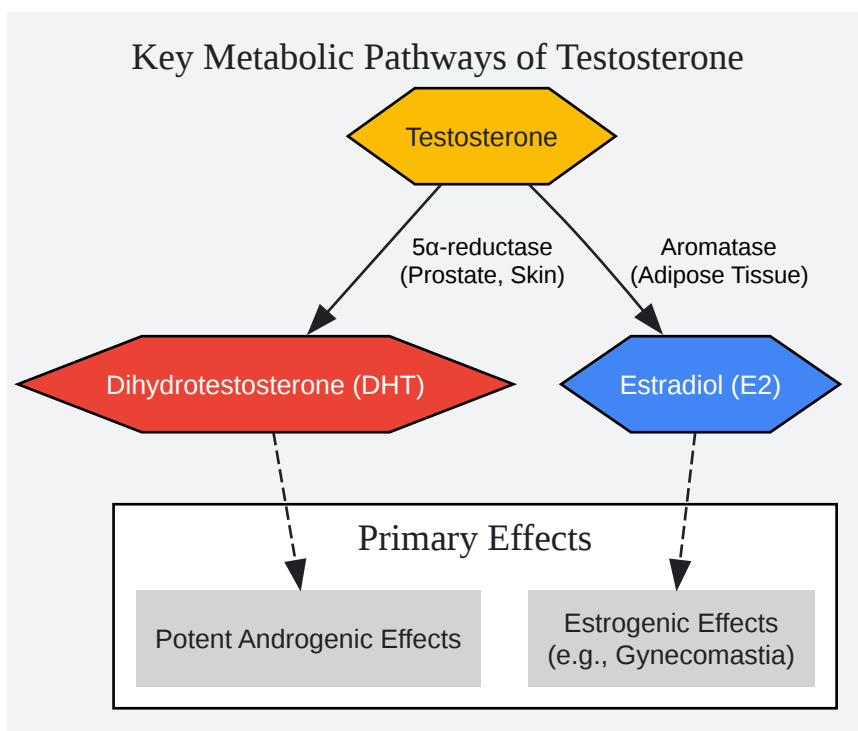 Key Metabolic Pathways of Testosterone
Testosterone
5α-reductase
(Prostate, Skin)
Aromatase
(Adipose Tissue)
Dihydrotestosterone (DHT)
Estradiol (E2)
Primary Effects
Potent Androgenic Effects
Estrogenic Effects
(e.g., Gynecomastia)